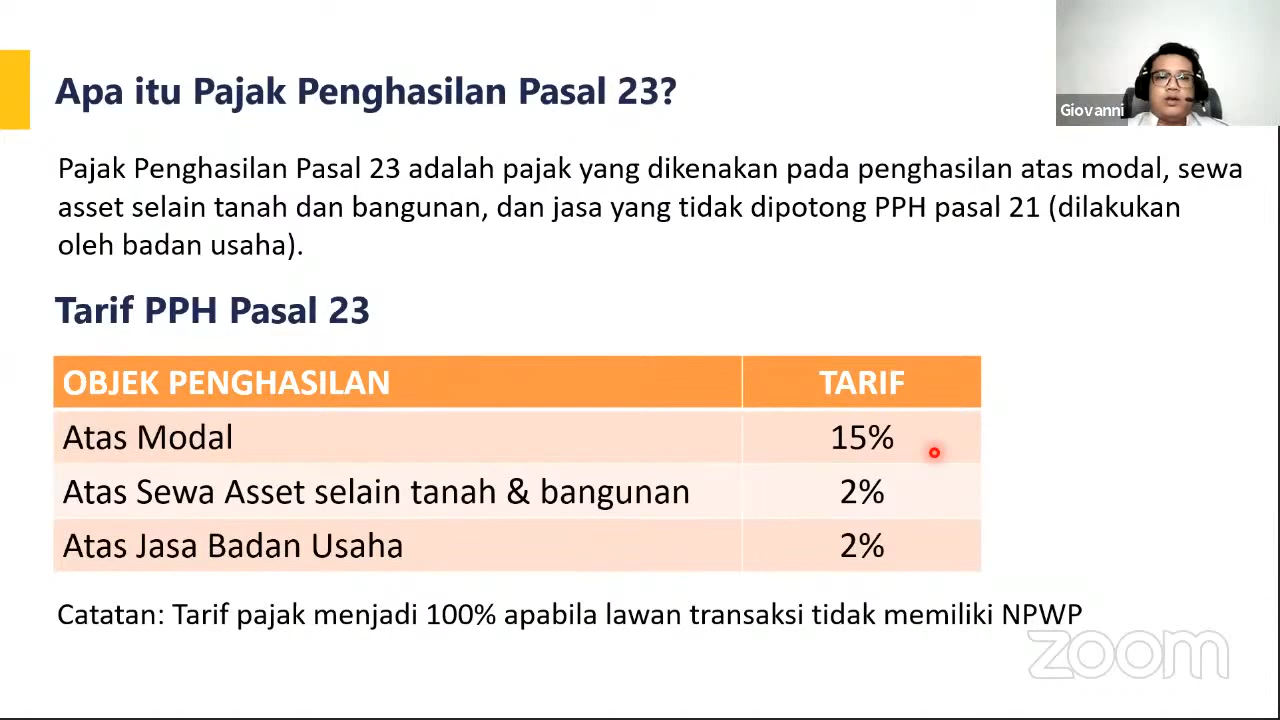 Apa itu Pajak Penghasilan Pasal 23?
Giovanni
Pajak Penghasilan Pasal 23 adalah pajak yang dikenakan pada penghasilan atas modal, sewa
asset selain tanah dan bangunan, dan jasa yang tidak dipotong PPH pasal 21 (dilakukan
oleh badan usaha).
Tarif PPH Pasal 23
OBJEK PENGHASILAN TARIF
Atas Modal 15%
Atas Sewa Asset selain tanah & bangunan 2%
Atas Jasa Badan Usaha 2%
Catatan: Tarif pajak menjadi 100% apabila lawan transaksi tidak memiliki NPWP
zoom